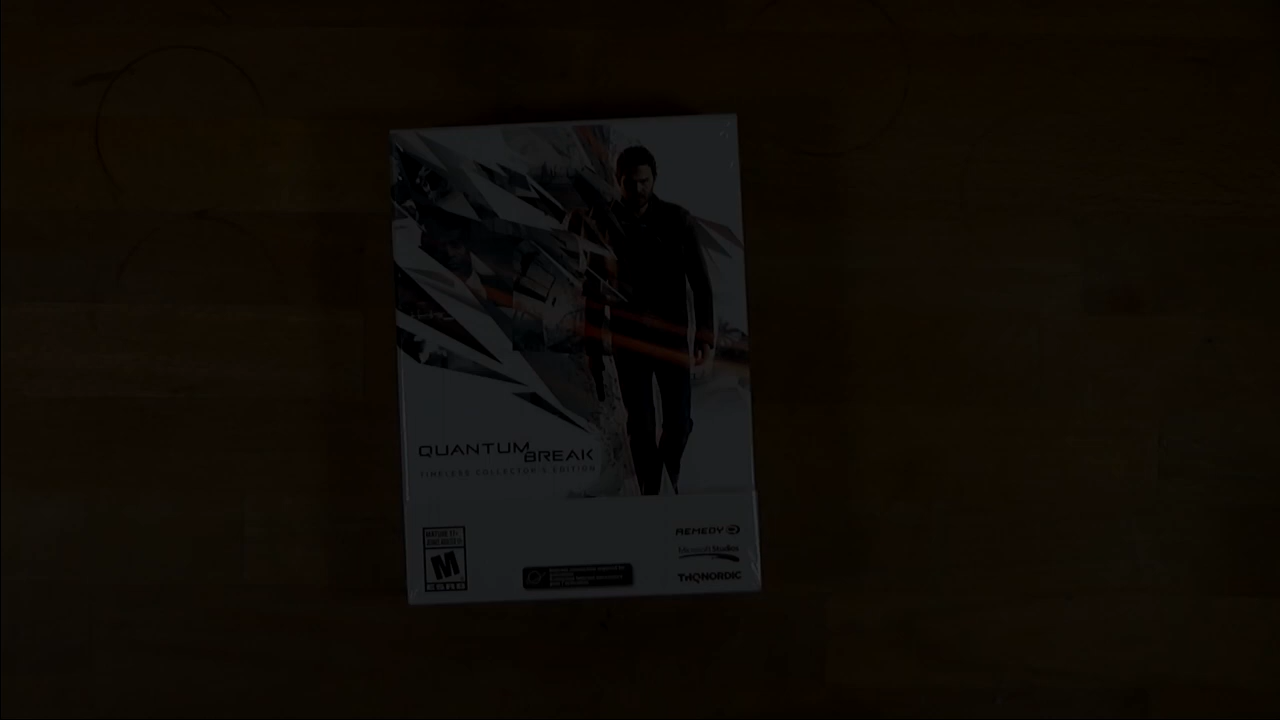 QUANTUM
BREAK
TIMELESS COLLECTOR'S EDITION
MATURE 17+
M
ESRB
REMEDY
Microsoft Studios
THQNORDIC